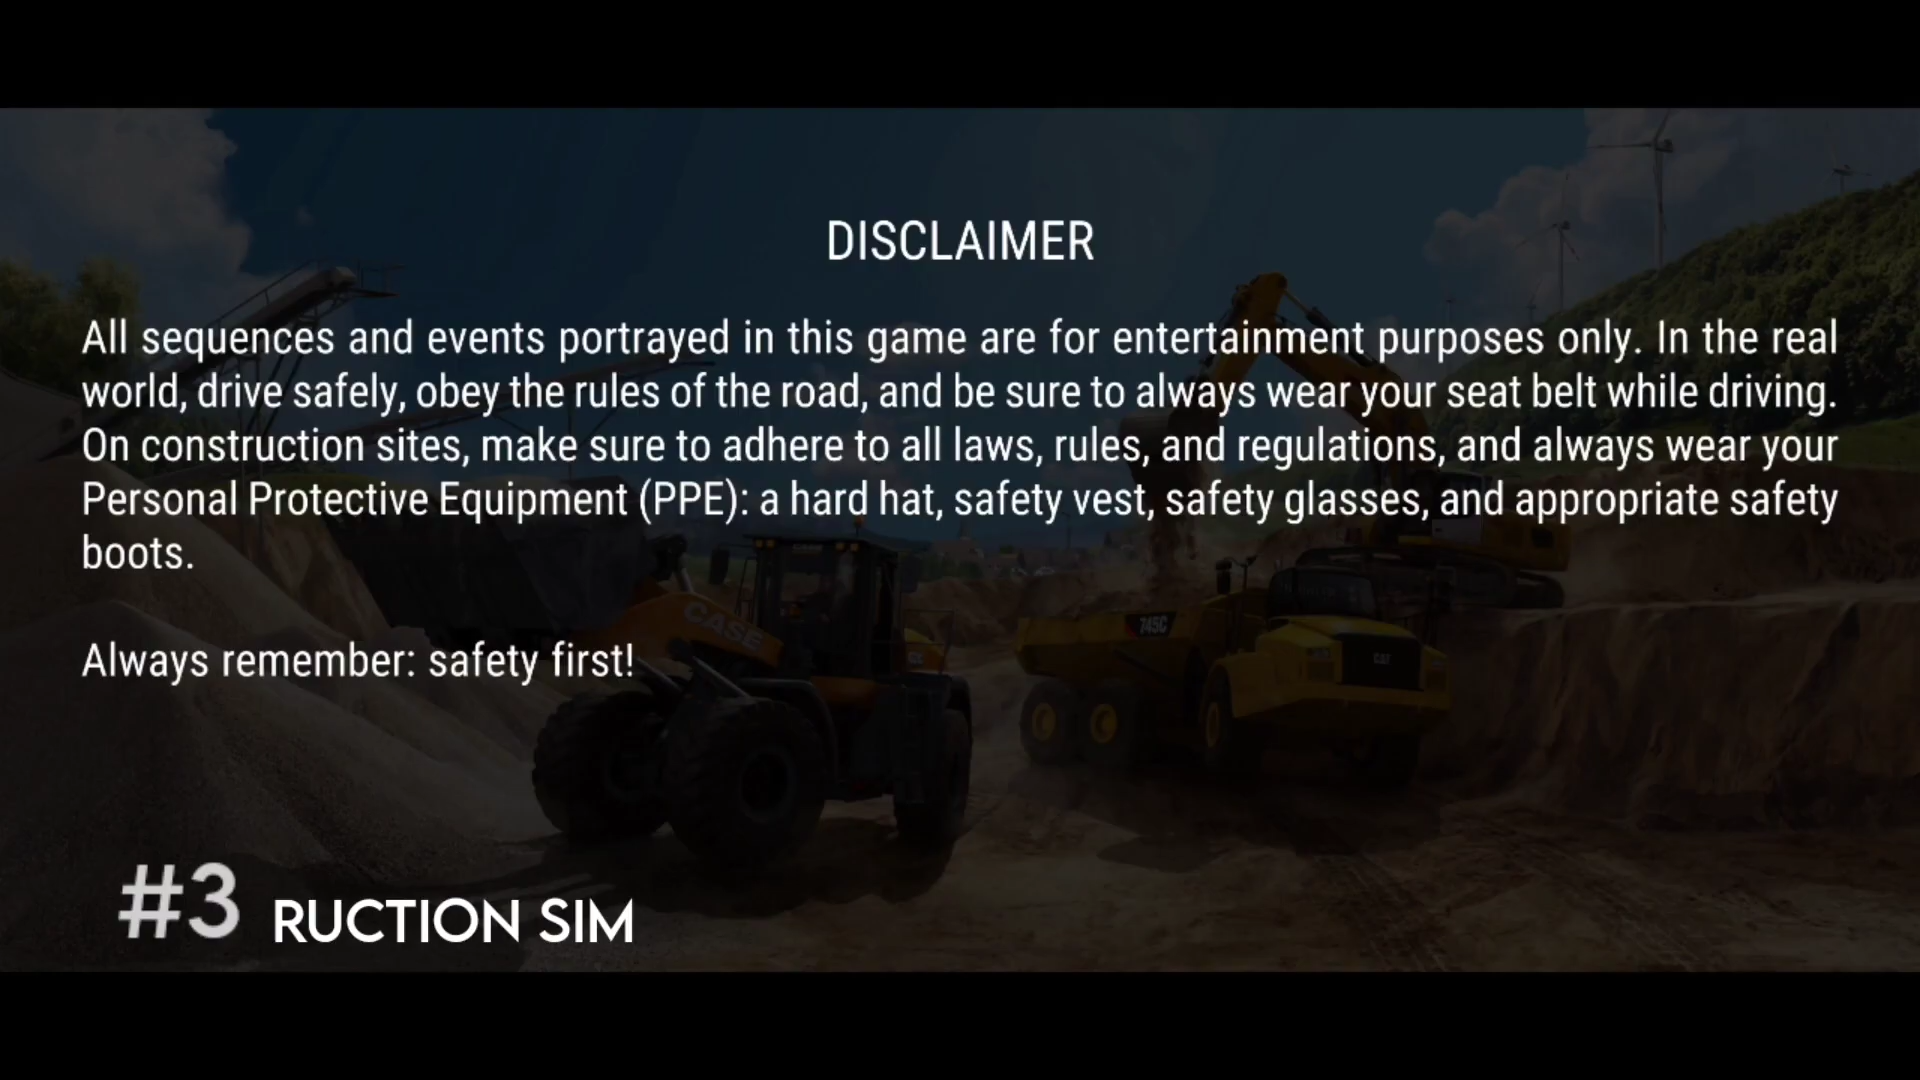 DISCLAIMER
All sequences and events portrayed in this game are for entertainment purposes only. In the real
world, drive safely, obey the rules of the road, and be sure to always wear your seat belt while driving.
On construction sites, make sure to adhere to all laws, rules, and regulations, and always wear your
Personal Protective Equipment (PPE): a hard hat, safety vest, safety glasses, and appropriate safety
boots.
Always remember: safety first!
CASE
745C
CAT
#3 RUCTION SIM